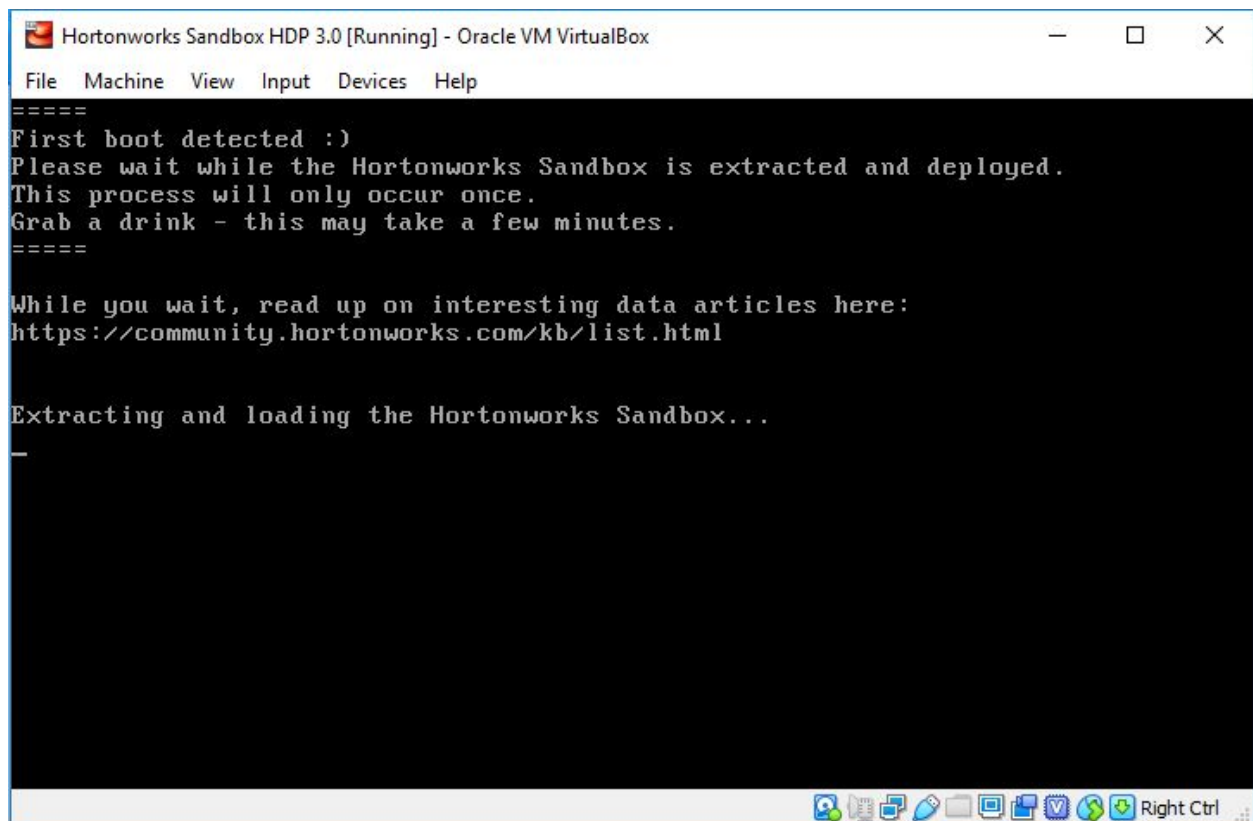 Hortonworks Sandbox HDP 3.0 [Running] - Oracle VM VirtualBox
File Machine View Input Devices Help
=====
First boot detected :)
Please wait while the Hortonworks Sandbox is extracted and deployed.
This process will only occur once.
Grab a drink - this may take a few minutes.
=====
While you wait, read up on interesting data articles here:
https://community.hortonworks.com/kb/list.html
Extracting and loading the Hortonworks Sandbox...
Right Ctrl